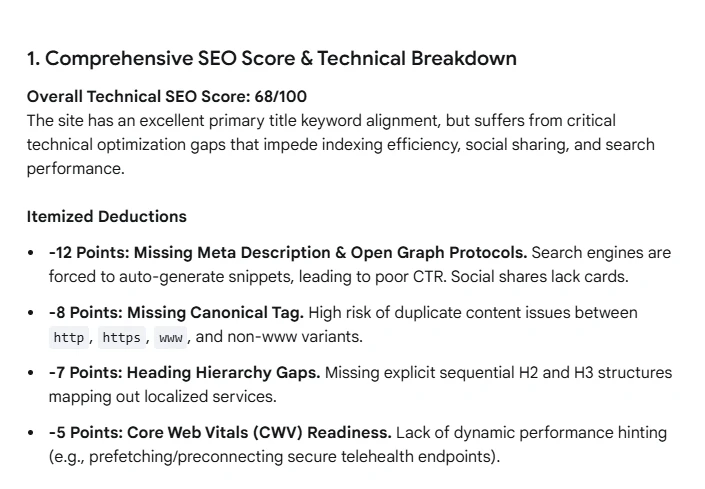 1. Comprehensive SEO Score & Technical Breakdown
Overall Technical SEO Score: 68/100
The site has an excellent primary title keyword alignment, but suffers from critical
technical optimization gaps that impede indexing efficiency, social sharing, and search
performance.
Itemized Deductions
• -12 Points: Missing Meta Description & Open Graph Protocols. Search engines are
forced to auto-generate snippets, leading to poor CTR. Social shares lack cards.
• -8 Points: Missing Canonical Tag. High risk of duplicate content issues between
http , https , www , and non-www variants.
• -7 Points: Heading Hierarchy Gaps. Missing explicit sequential H2 and H3 structures
mapping out localized services.
• -5 Points: Core Web Vitals (CWV) Readiness. Lack of dynamic performance hinting
(e.g., prefetching/preconnecting secure telehealth endpoints).